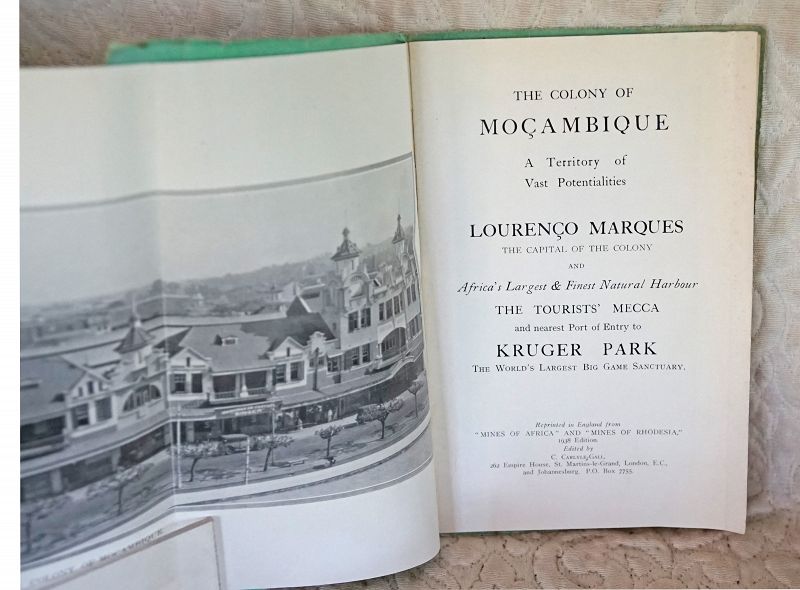 THE COLONY OF
MOÇAMBIQUE
A Territory of
Vast Potentialities
LOURENÇO MARQUES
THE CAPITAL OF THE COLONY
AND
Africa's Largest & Finest Natural Harbour
THE TOURISTS' MECCA
and nearest Port of Entry to
KRUGER PARK
THE WORLD'S LARGEST BIG GAME SANCTUARY.
Reprinted in England from
"MINES OF AFRICA" AND "MINES OF RHODESIA,"
1938 Edition
Edited by
C. CARLYLE GALL,
262 Empire House, St. Martins-le-Grand, London, E.C.,
and Johannesburg. P.O. Box 7755.
COLONY OF MOÇAMBIQUE